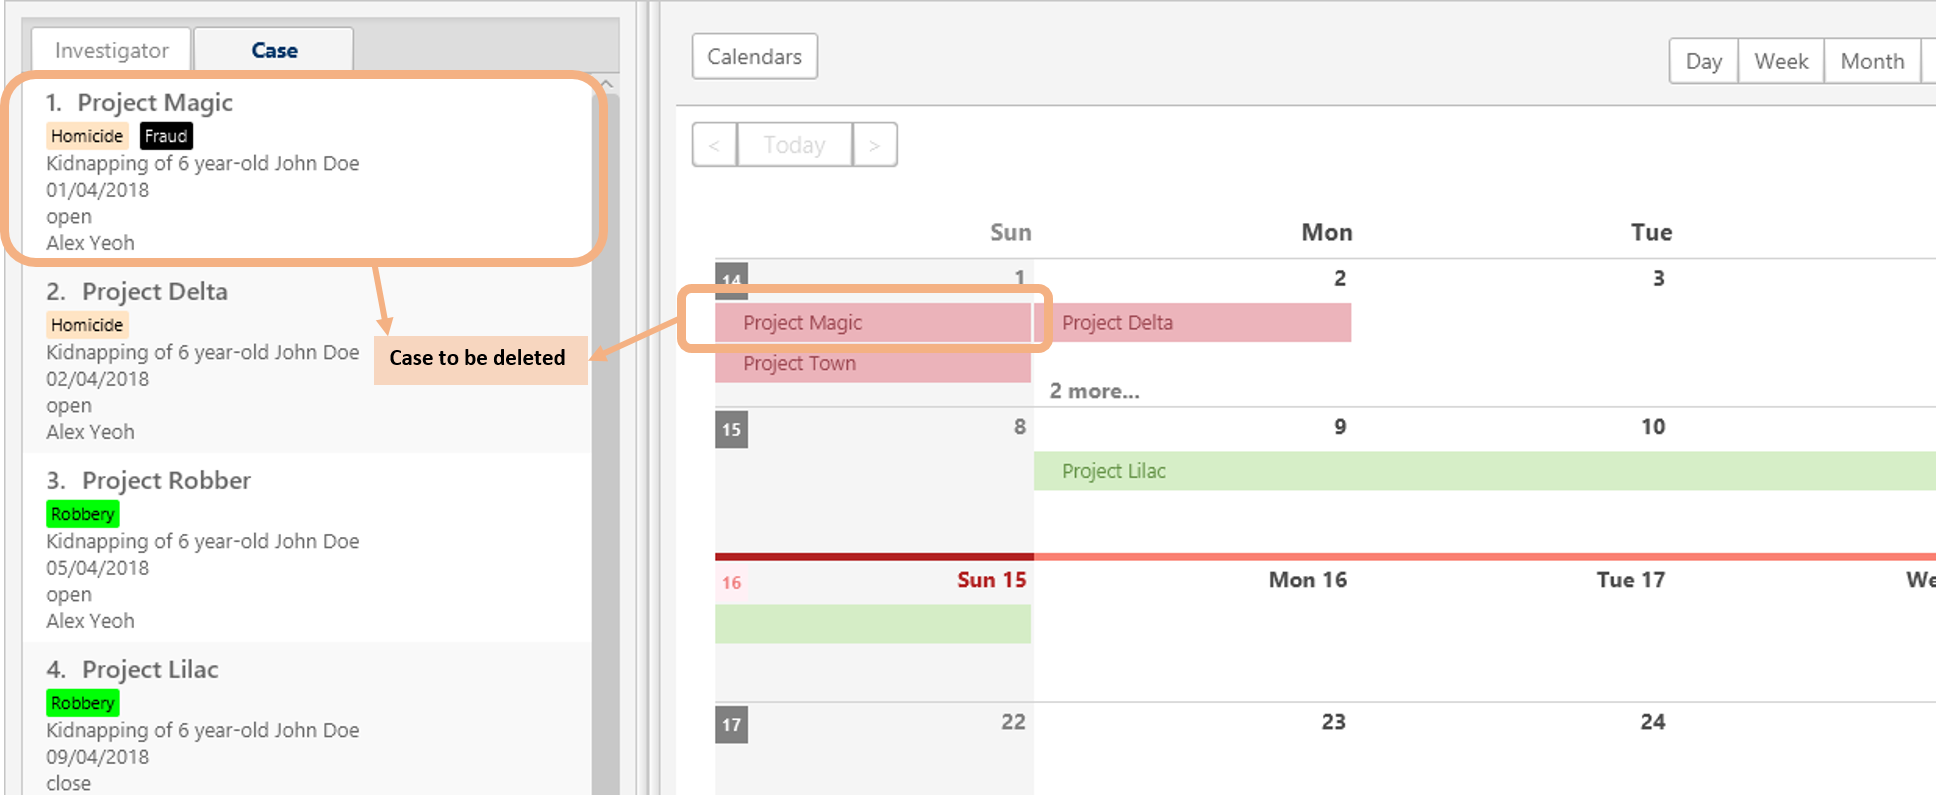 Investigator
Case
1. Project Magic
Homicide Fraud
Kidnapping of 6 year-old John Doe
01/04/2018
open
Alex Yeoh
2. Project Delta
Homicide
Kidnapping of 6 year-old John Doe
02/04/2018
open
Alex Yeoh
3. Project Robber
Robbery
Kidnapping of 6 year-old John Doe
05/04/2018
open
Alex Yeoh
4. Project Lilac
Robbery
Kidnapping of 6 year-old John Doe
09/04/2018
close
Case to be deleted
Calendars
Day Week Month
< Today >
Sun Mon Tue
14 1 2 3
Project Magic Project Delta
Project Town
2 more...
15 8 9 10
Project Lilac
16 Sun 15 Mon 16 Tue 17
17 22 23 24